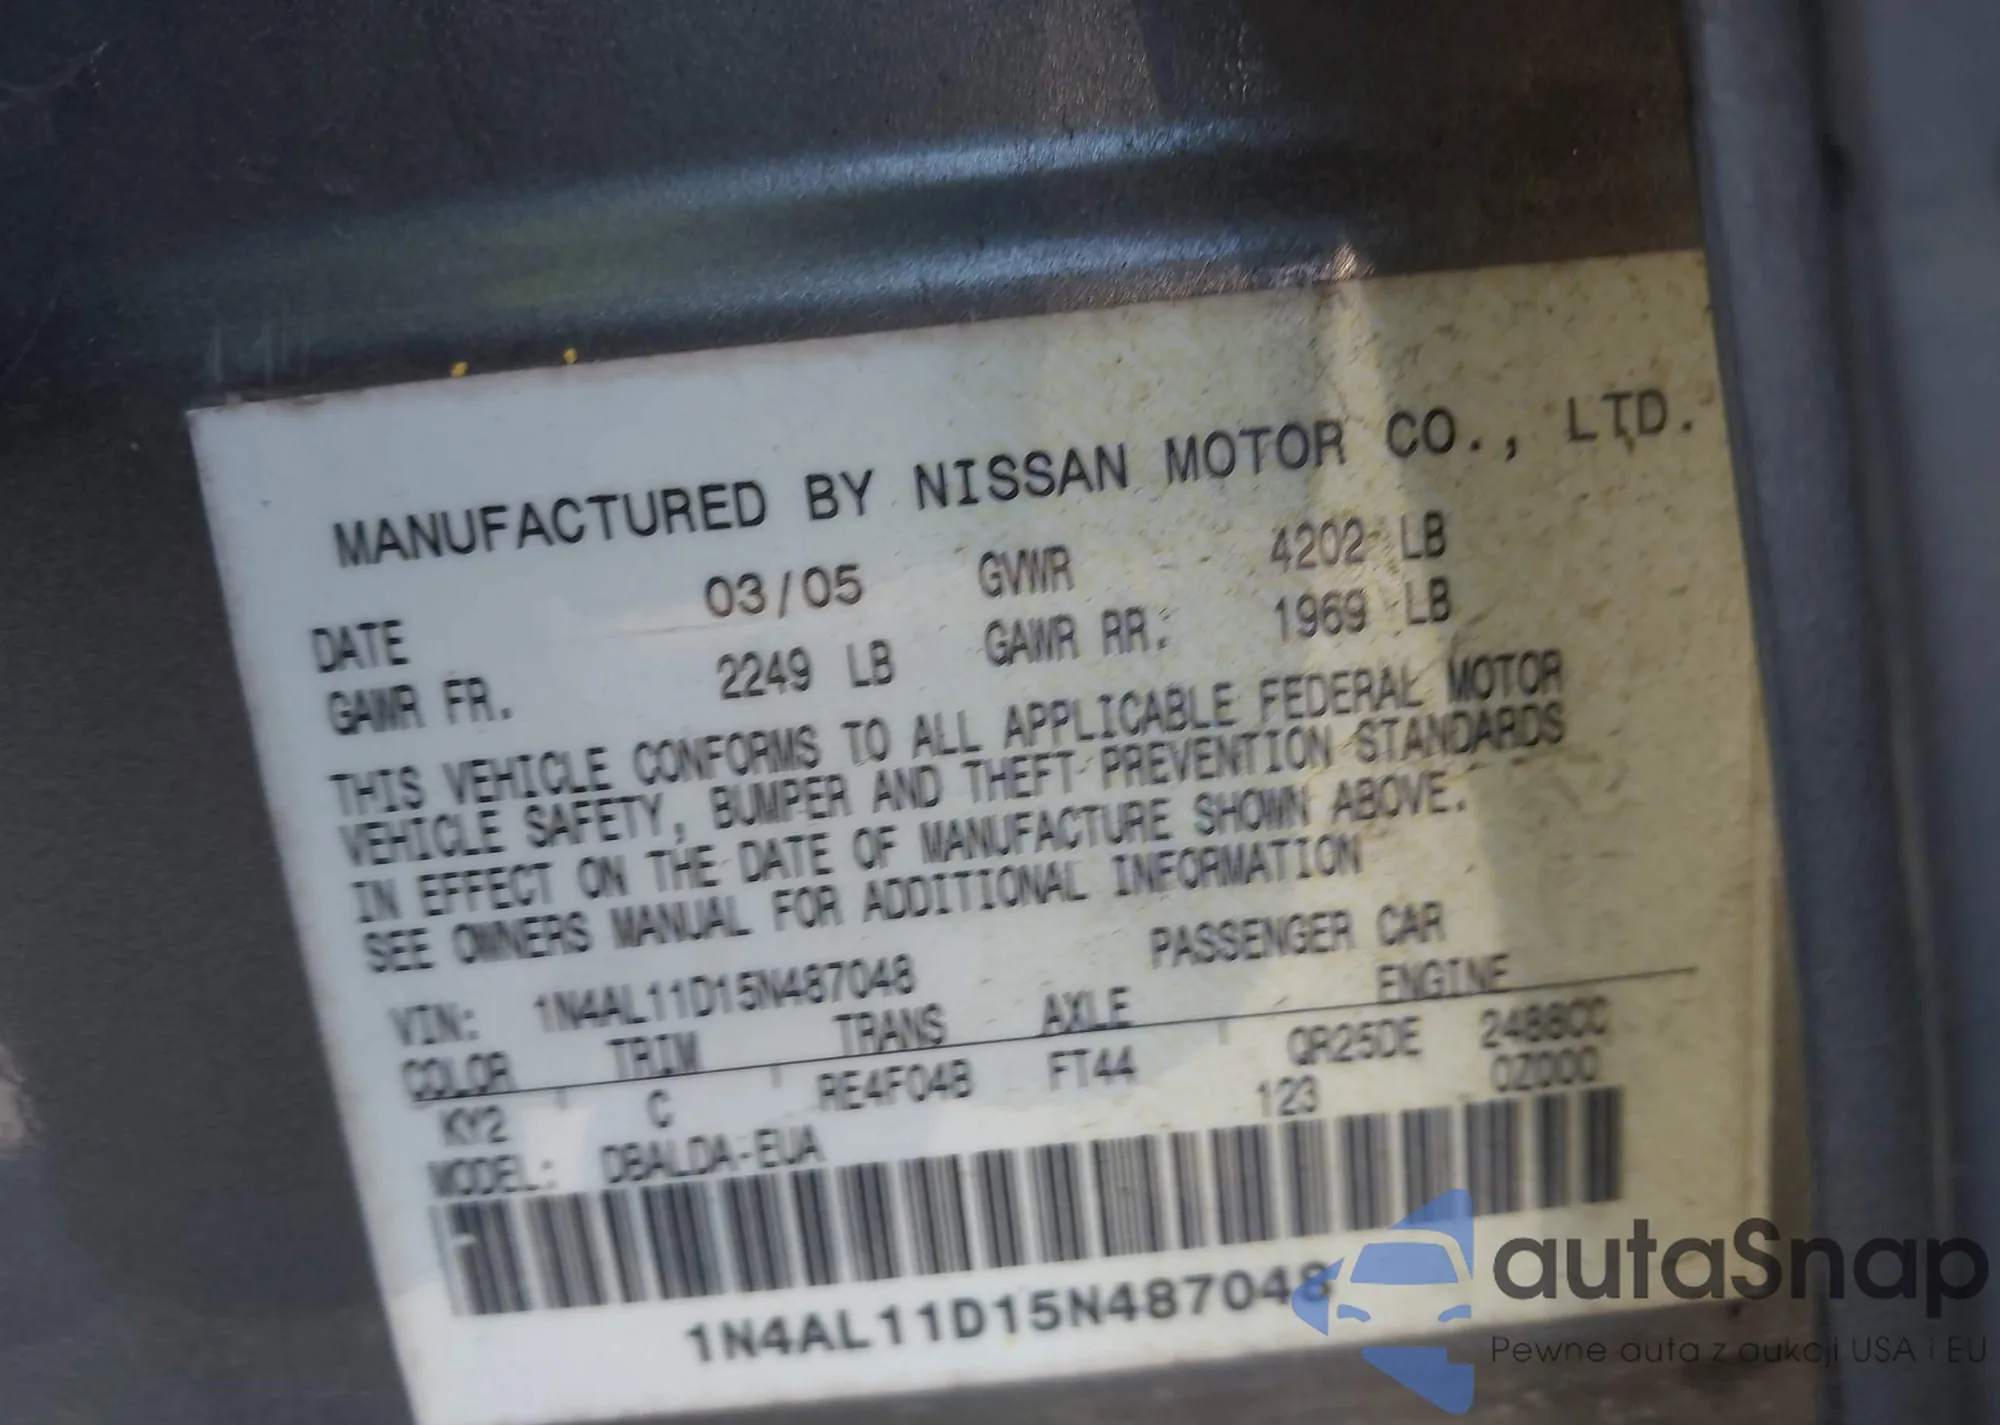 MANUFACTURED BY NISSAN MOTOR CO., LTD.
DATE 03/05 GVWR 4202 LB
GAWR FR. 2249 LB GAWR RR: 1969 LB
THIS VEHICLE CONFORMS TO ALL APPLICABLE FEDERAL MOTOR
VEHICLE SAFETY, BUMPER AND THEFT PREVENTION STANDARDS
IN EFFECT ON THE DATE OF MANUFACTURE SHOWN ABOVE.
SEE OWNERS MANUAL FOR ADDITIONAL INFORMATION
VIN: 1N4AL11D15N487048 PASSENGER CAR
COLOR TRIM TRANS AXLE ENGINE
KY2 C RE4F04B FT44 QR25DE 2488CC
MODEL: DBALDA-EUA 123 0Z000
1N4AL11D15N487048
autaSnap
Pewne auta z aukcji USA i EU